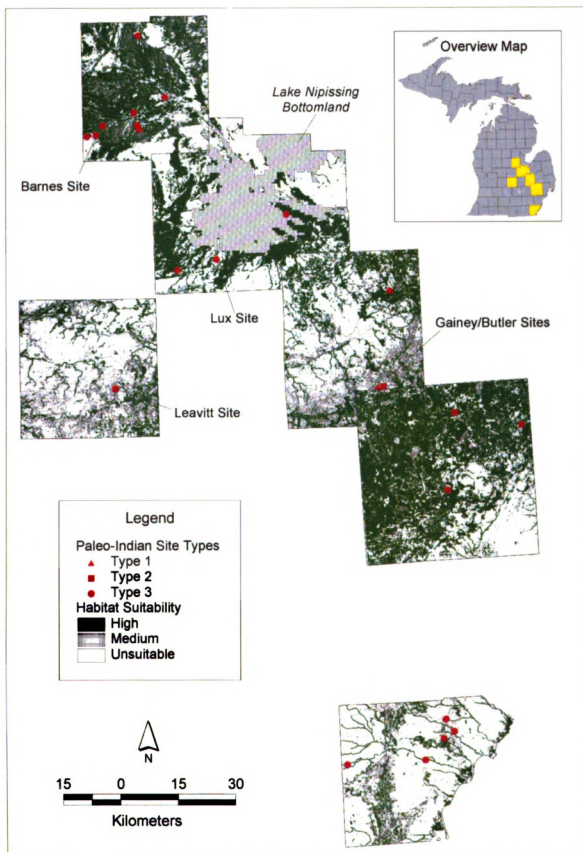 Overview Map
Lake Nipissing
Bottomland
Barnes Site
Lux Site
Gainey/Butler Sites
Leavitt Site
Legend
Paleo-Indian Site Types
Type 1
Type 2
Type 3
Habitat Suitability
High
Medium
Unsuitable
N
15 0 15 30
Kilometers